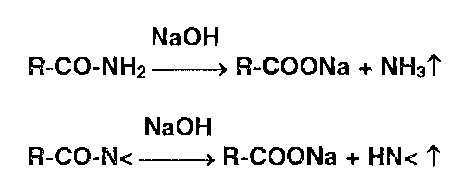 NaOH
R-CO-NH₂ ⟶ R-COONa + NH₃↑
NaOH
R-CO-N< ⟶ R-COONa + HN< ↑